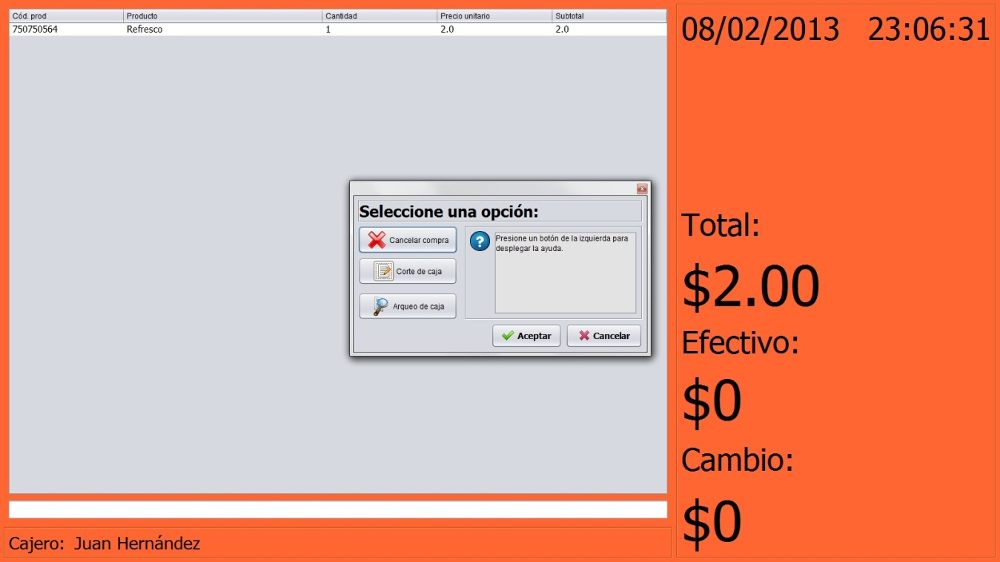 Cód. prod Producto Cantidad Precio unitario Subtotal
750750564 Refresco 1 2.0 2.0
08/02/2013 23:06:31
Seleccione una opción:
Cancelar compra
Corte de caja
Arqueo de caja
Presione un botón de la izquierda para
desplegar la ayuda.
Aceptar Cancelar
Total:
$2.00
Efectivo:
$0
Cambio:
$0
Cajero: Juan Hernández